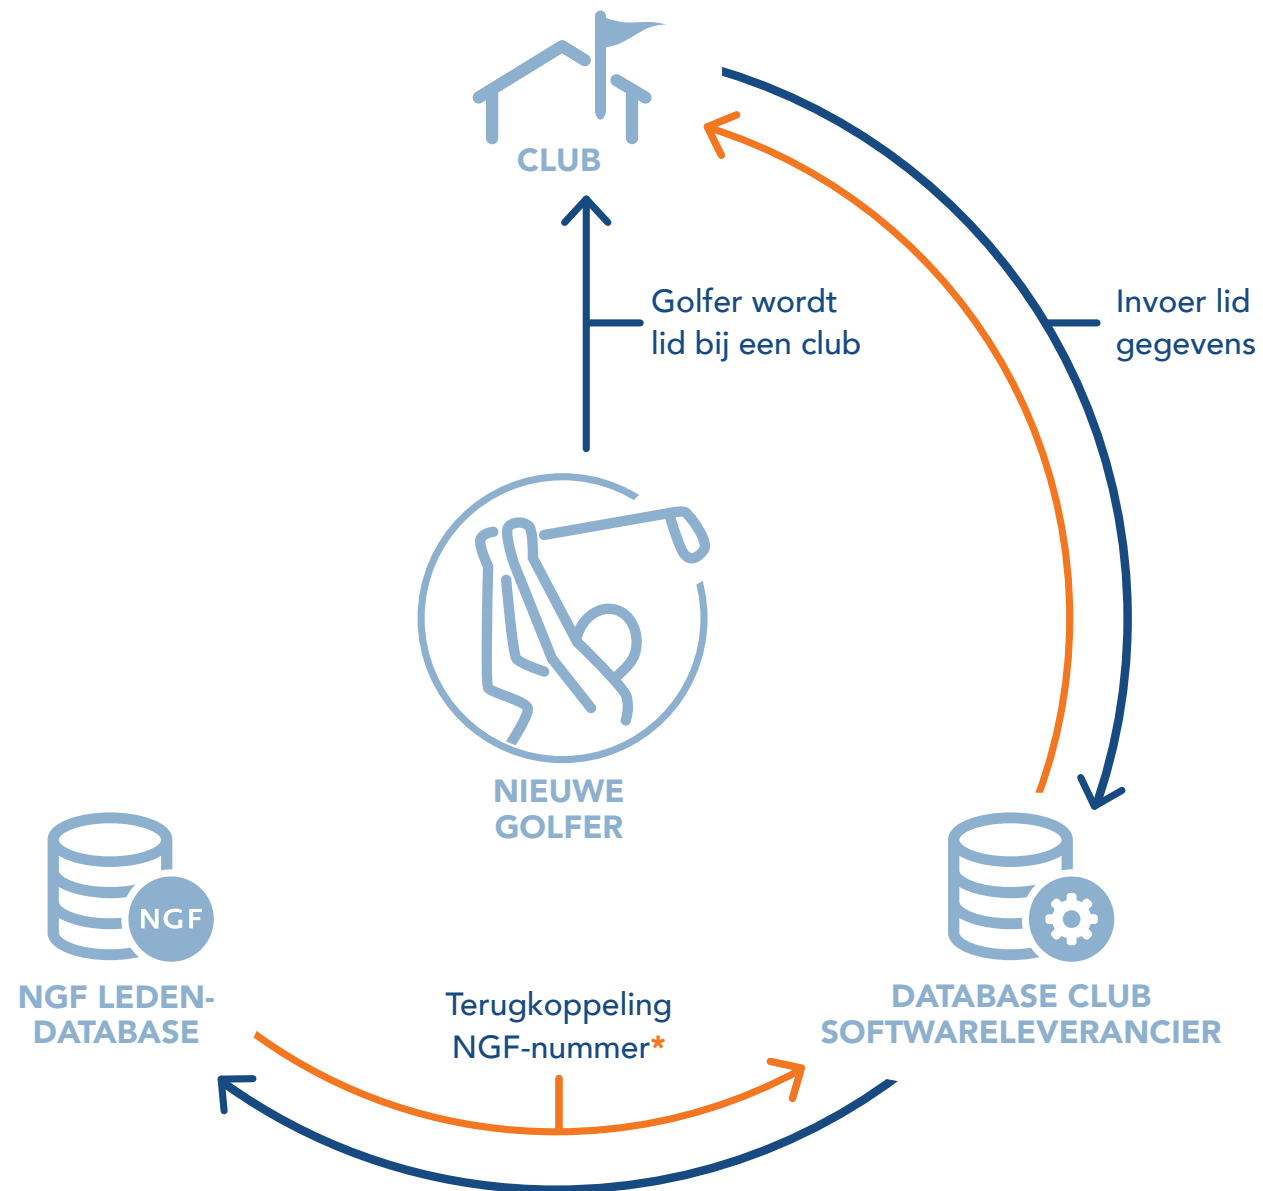 CLUB
Golfer wordt
lid bij een club
Invoer lid
gegevens
NIEUWE
GOLFER
NGF
NGF LEDEN-
DATABASE
Terugkoppeling
NGF-nummer*
DATABASE CLUB
SOFTWARELEVERANCIER